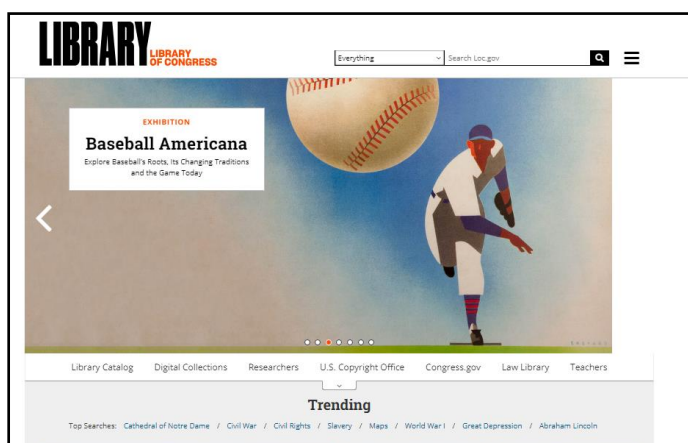 LIBRARY
LIBRARY
OF CONGRESS
Everything
Search Loc.gov
EXHIBITION
Baseball Americana
Explore Baseball's Roots, Its Changing Traditions
and the Game Today
Library Catalog Digital Collections Researchers U.S. Copyright Office Congress.gov Law Library Teachers
Trending
Top Searches: Cathedral of Notre Dame / Civil War / Civil Rights / Slavery / Maps / World War I / Great Depression / Abraham Lincoln